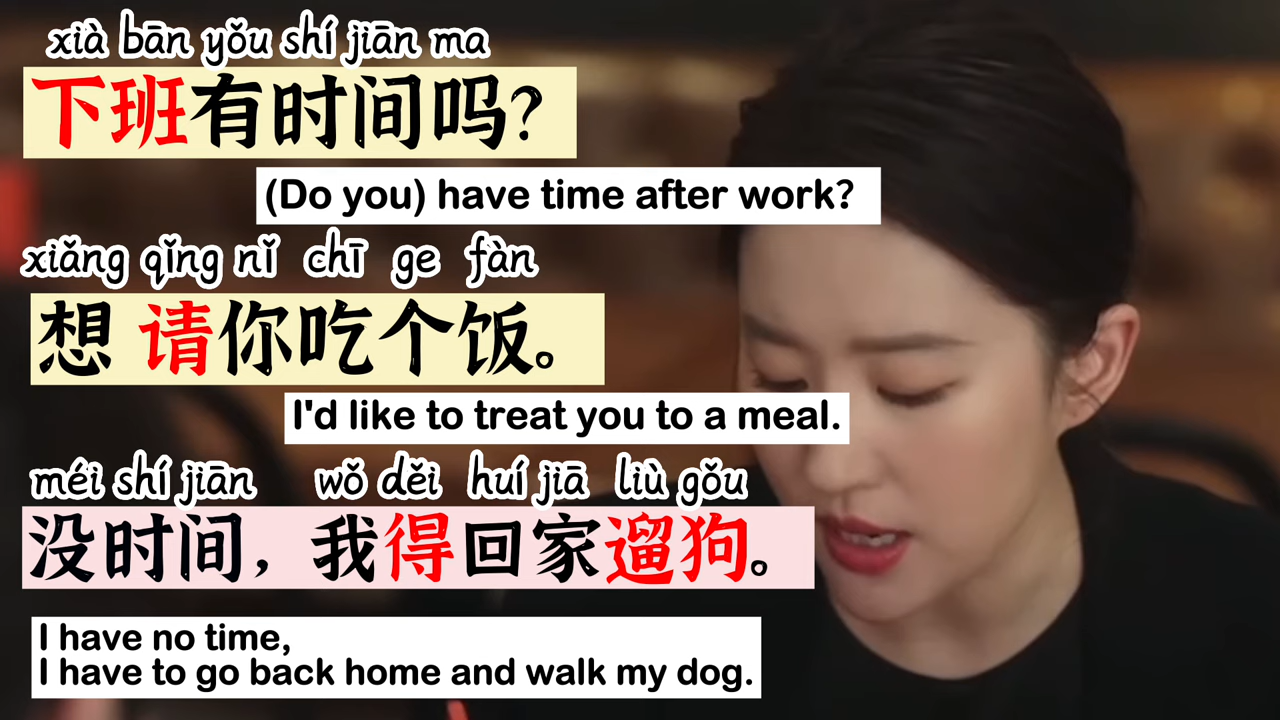 xià bān yǒu shí jiān ma
下班有时间吗？
(Do you) have time after work?
xiǎng qǐng nǐ chī ge fàn
想 请你吃个饭。
I'd like to treat you to a meal.
méi shí jiān wǒ děi huí jiā liù gǒu
没时间，我得回家遛狗。
I have no time,
I have to go back home and walk my dog.